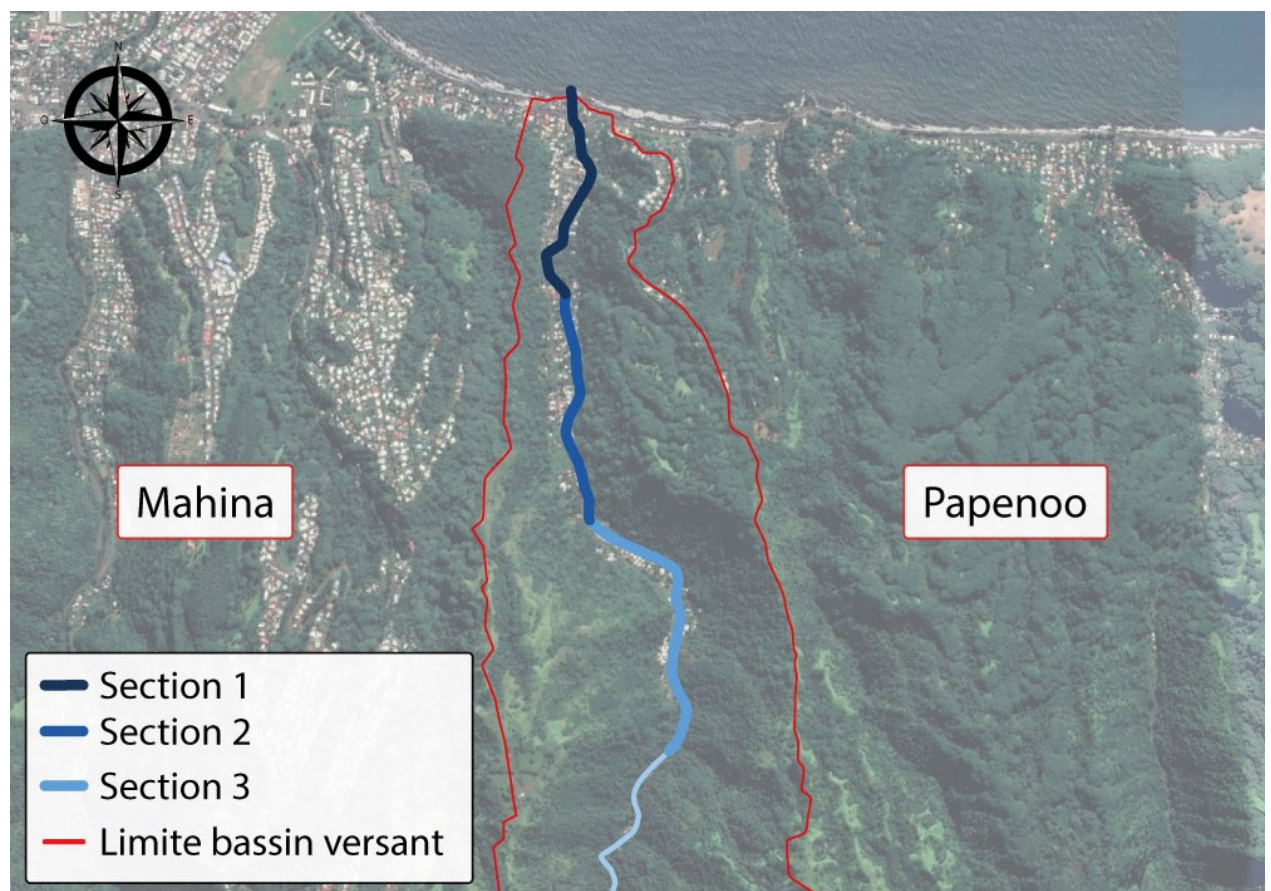 N
O
E
S
Mahina
Papenoo
Section 1
Section 2
Section 3
Limite bassin versant